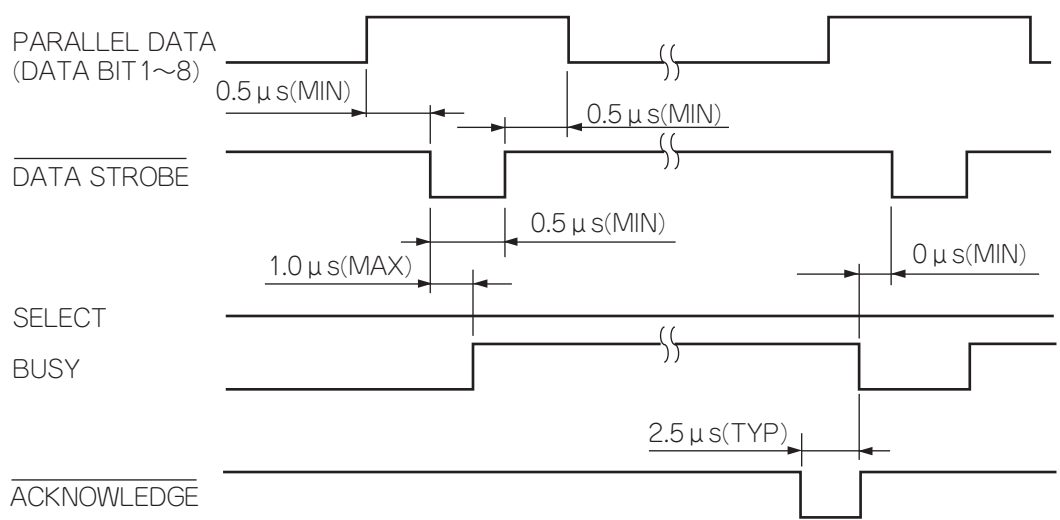 PARALLEL DATA
(DATA BIT1～8)
0.5 μ s(MIN)
0.5 μ s(MIN)
DATA STROBE
0.5 μ s(MIN)
1.0 μ s(MAX)
0 μ s(MIN)
SELECT
BUSY
2.5 μ s(TYP)
ACKNOWLEDGE